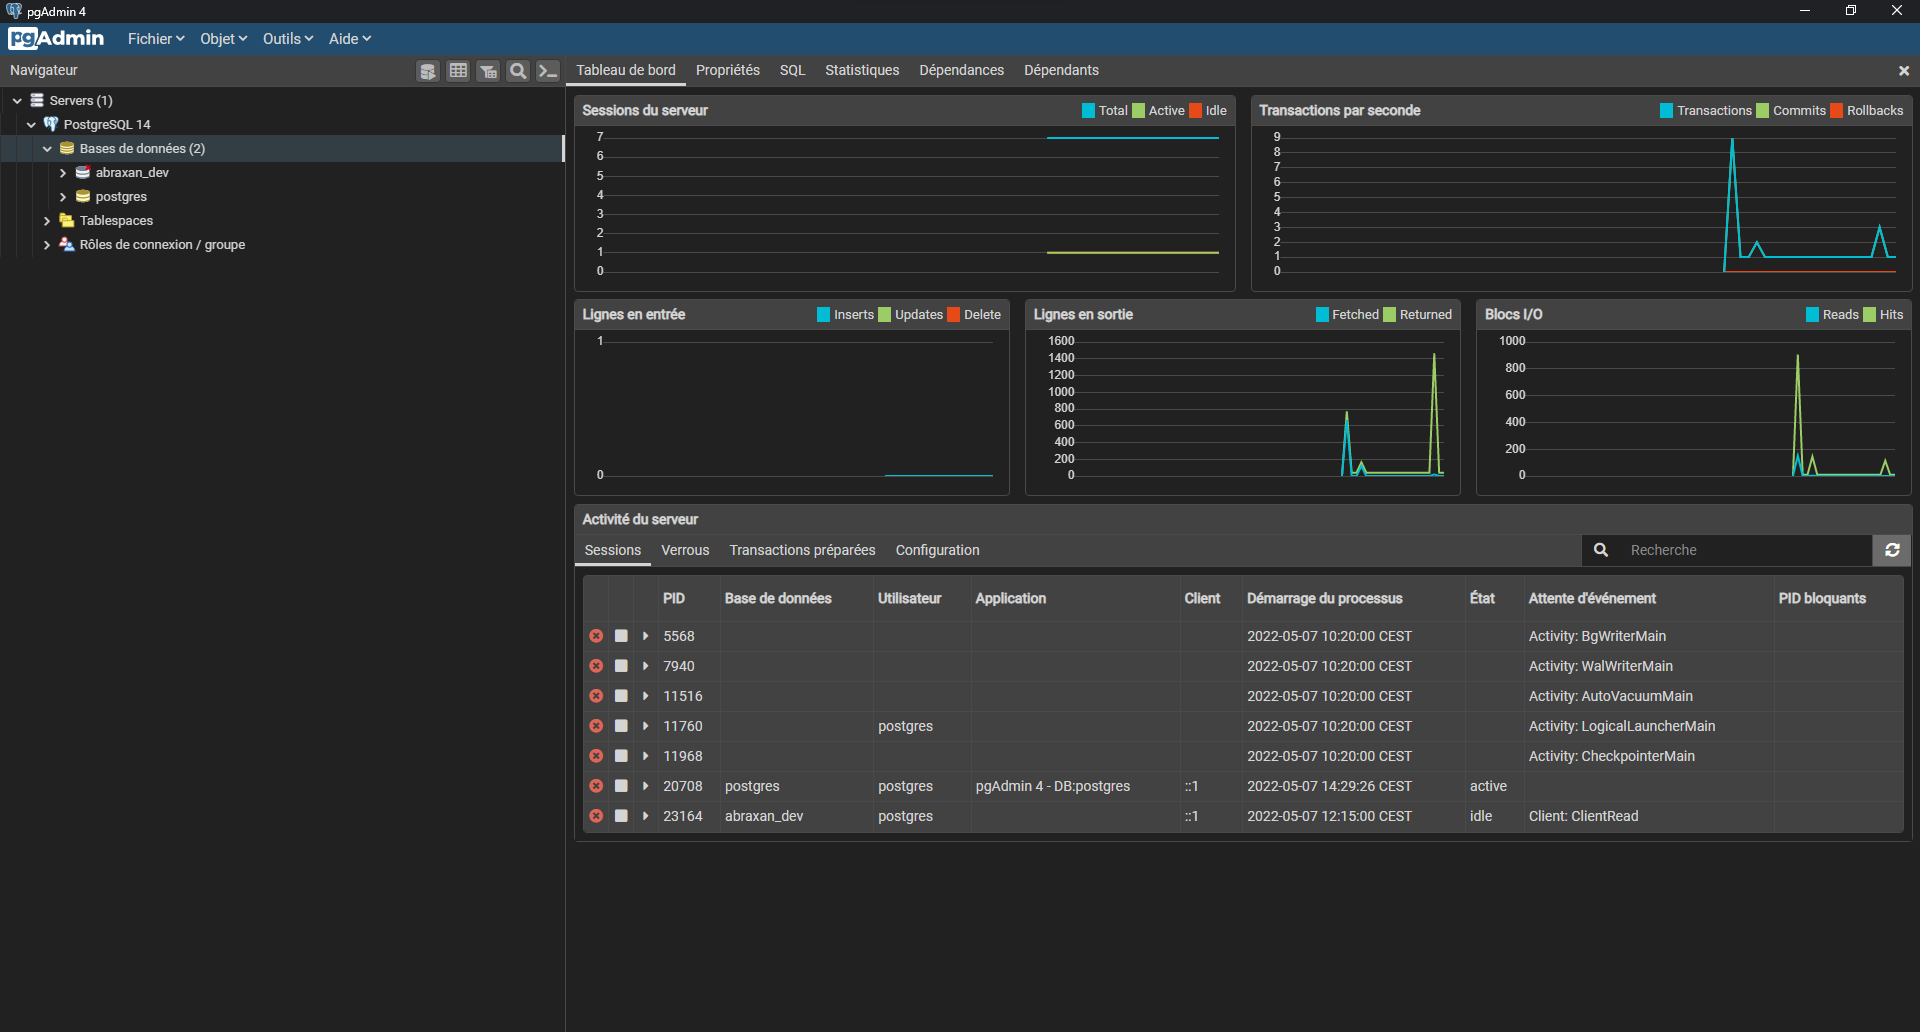 pgAdmin 4
pgAdmin Fichier Objet Outils Aide
Navigateur
Servers (1)
PostgreSQL 14
Bases de données (2)
abraxan_dev
postgres
Tablespaces
Rôles de connexion / groupe
Tableau de bord Propriétés SQL Statistiques Dépendances Dépendants
Sessions du serveur Total Active Idle
7
6
5
4
3
2
1
0
Transactions par seconde Transactions Commits Rollbacks
9
8
7
6
5
4
3
2
1
0
Lignes en entrée Inserts Updates Delete
1
0
Lignes en sortie Fetched Returned
1600
1400
1200
1000
800
600
400
200
0
Blocs I/O Reads Hits
1000
800
600
400
200
0
Activité du serveur
Sessions Verrous Transactions préparées Configuration Recherche
PID Base de données Utilisateur Application Client Démarrage du processus État Attente d'événement PID bloquants
5568 2022-05-07 10:20:00 CEST Activity: BgWriterMain
7940 2022-05-07 10:20:00 CEST Activity: WalWriterMain
11516 2022-05-07 10:20:00 CEST Activity: AutoVacuumMain
11760 postgres 2022-05-07 10:20:00 CEST Activity: LogicalLauncherMain
11968 2022-05-07 10:20:00 CEST Activity: CheckpointerMain
20708 postgres postgres pgAdmin 4 - DB:postgres ::1 2022-05-07 14:29:26 CEST active
23164 abraxan_dev postgres ::1 2022-05-07 12:15:00 CEST idle Client: ClientRead